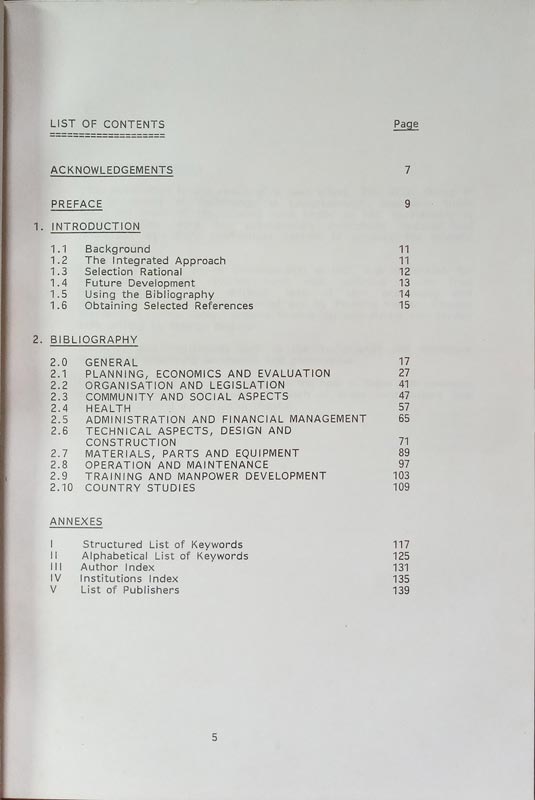 LIST OF CONTENTS Page
===================
ACKNOWLEDGEMENTS 7
PREFACE 9
1. INTRODUCTION
1.1 Background 11
1.2 The Integrated Approach 11
1.3 Selection Rational 12
1.4 Future Development 13
1.5 Using the Bibliography 14
1.6 Obtaining Selected References 15
2. BIBLIOGRAPHY
2.0 GENERAL 17
2.1 PLANNING, ECONOMICS AND EVALUATION 27
2.2 ORGANISATION AND LEGISLATION 41
2.3 COMMUNITY AND SOCIAL ASPECTS 47
2.4 HEALTH 57
2.5 ADMINISTRATION AND FINANCIAL MANAGEMENT 65
2.6 TECHNICAL ASPECTS, DESIGN AND
CONSTRUCTION 71
2.7 MATERIALS, PARTS AND EQUIPMENT 89
2.8 OPERATION AND MAINTENANCE 97
2.9 TRAINING AND MANPOWER DEVELOPMENT 103
2.10 COUNTRY STUDIES 109
ANNEXES
I Structured List of Keywords 117
II Alphabetical List of Keywords 125
III Author Index 131
IV Institutions Index 135
V List of Publishers 139
5